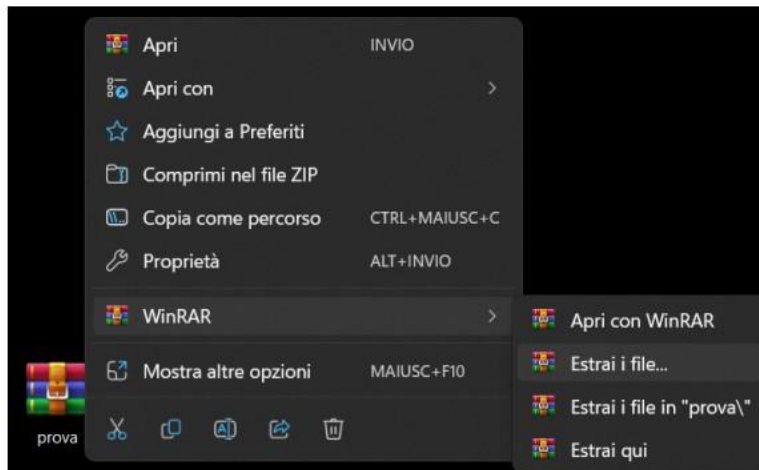 Apri INVIO
Apri con
Aggiungi a Preferiti
Comprimi nel file ZIP
Copia come percorso CTRL+MAIUSC+C
Proprietà ALT+INVIO
WinRAR
Mostra altre opzioni MAIUSC+F10
prova
Apri con WinRAR
Estrai i file...
Estrai i file in "prova\"
Estrai qui